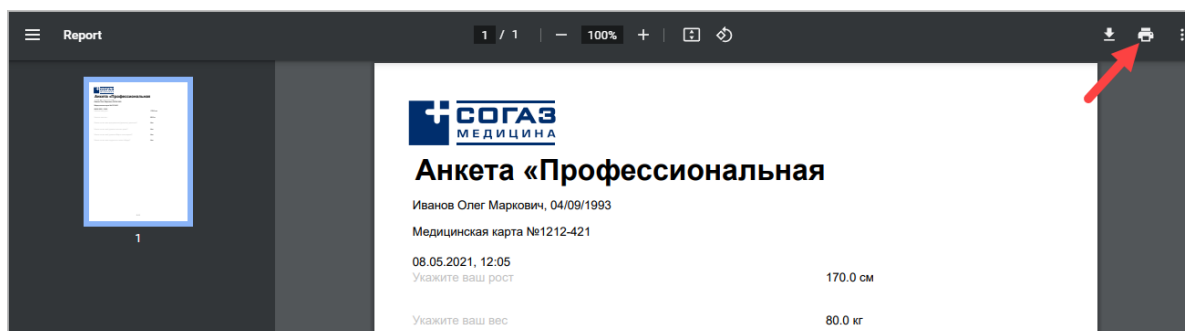 Report
1 / 1
100%
1
СОГАЗ
МЕДИЦИНА
Анкета «Профессиональная
Иванов Олег Маркович, 04/09/1993
Медицинская карта №1212-421
08.05.2021, 12:05
Укажите ваш рост 170.0 см
Укажите ваш вес 80.0 кг